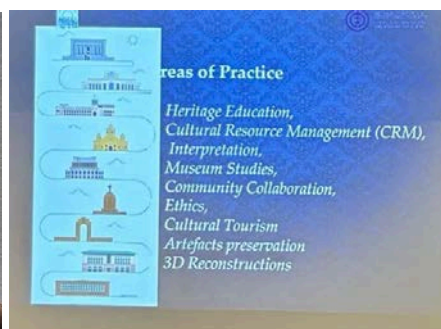 reas of Practice
Heritage Education,
Cultural Resource Management (CRM),
Interpretation,
Museum Studies,
Community Collaboration,
Ethics,
Cultural Tourism
Artefacts preservation
3D Reconstructions